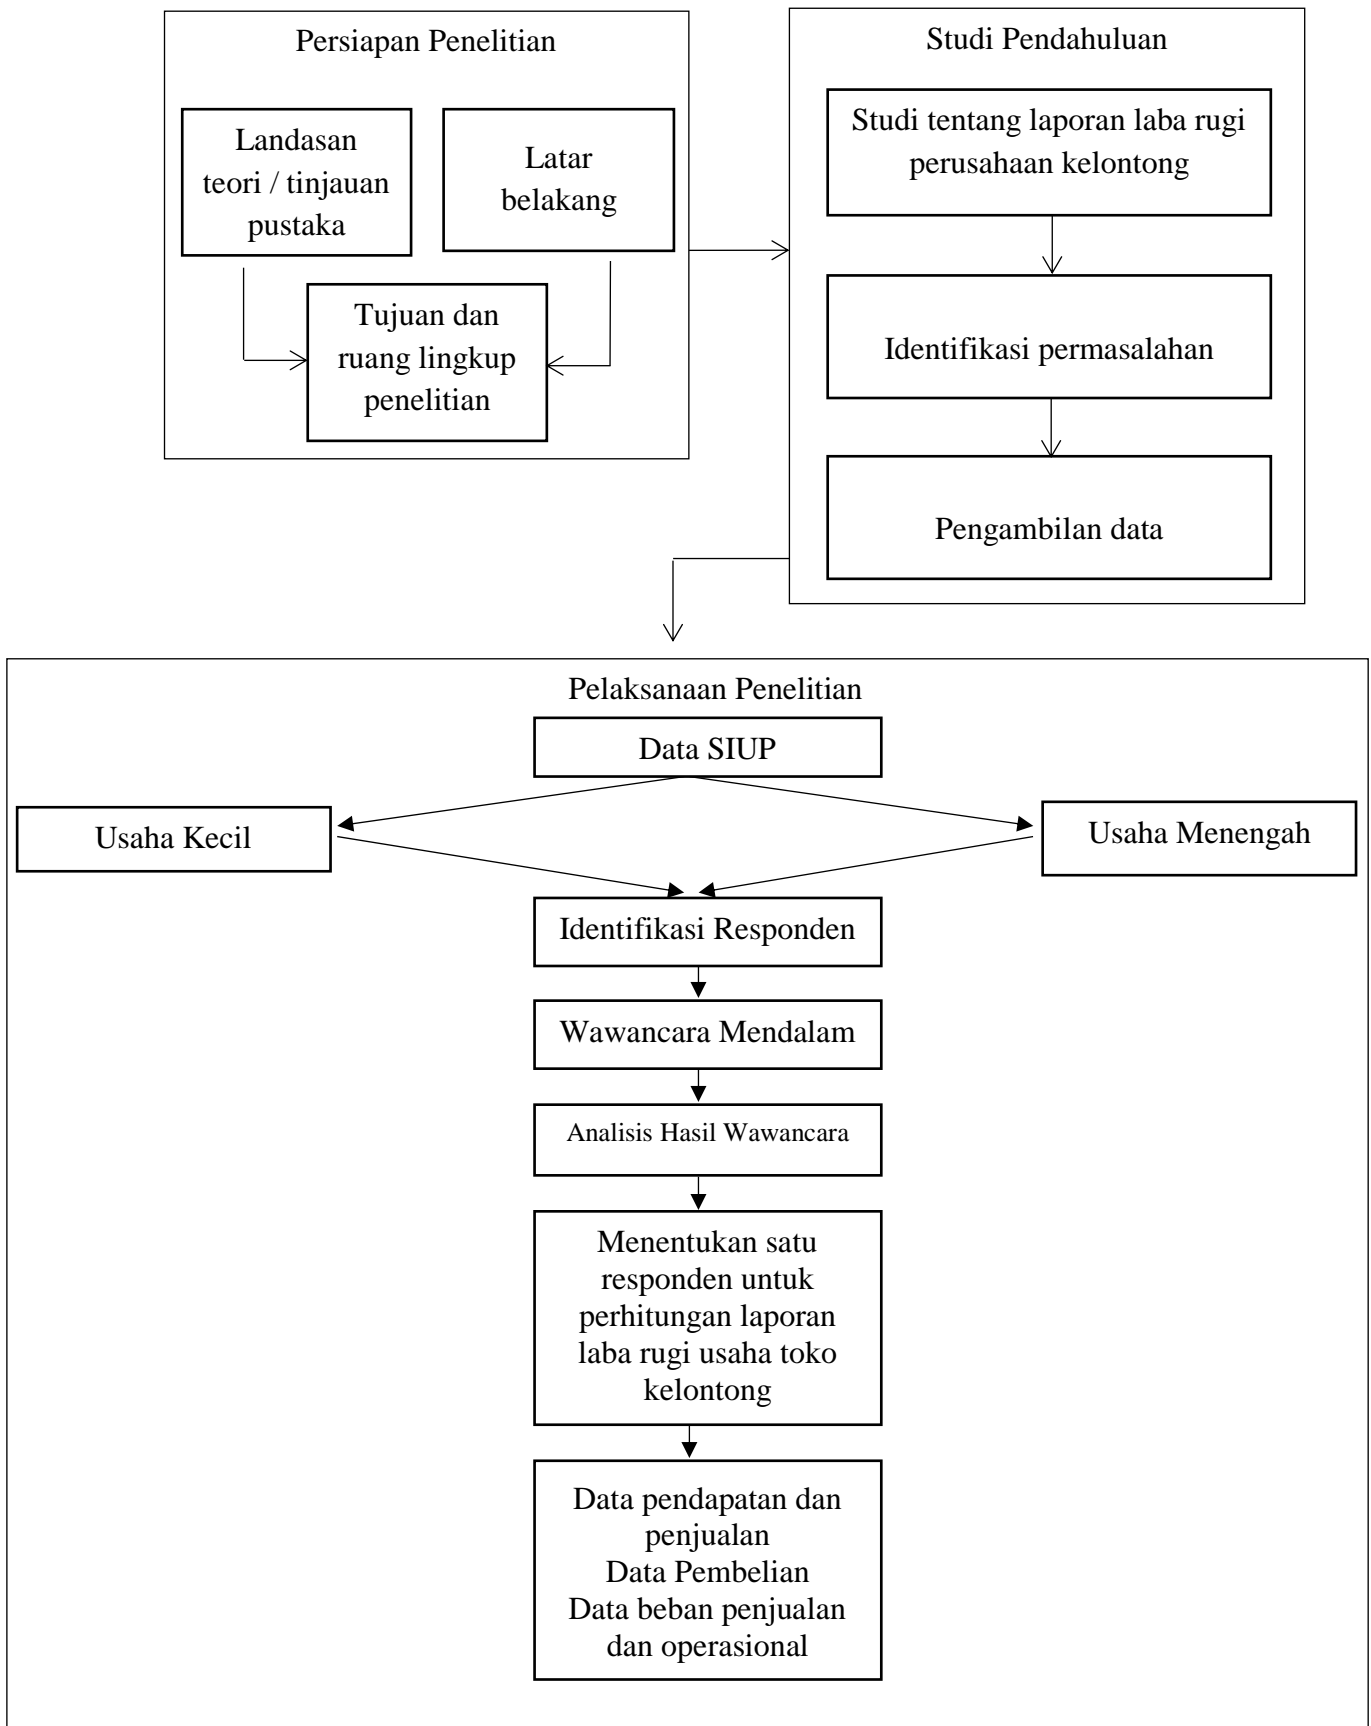 Persiapan Penelitian
Landasan
teori / tinjauan
pustaka
Latar
belakang
Tujuan dan
ruang lingkup
penelitian
Studi Pendahuluan
Studi tentang laporan laba rugi
perusahaan kelontong
Identifikasi permasalahan
Pengambilan data
Pelaksanaan Penelitian
Data SIUP
Usaha Kecil
Usaha Menengah
Identifikasi Responden
Wawancara Mendalam
Analisis Hasil Wawancara
Menentukan satu
responden untuk
perhitungan laporan
laba rugi usaha toko
kelontong
Data pendapatan dan
penjualan
Data Pembelian
Data beban penjualan
dan operasional